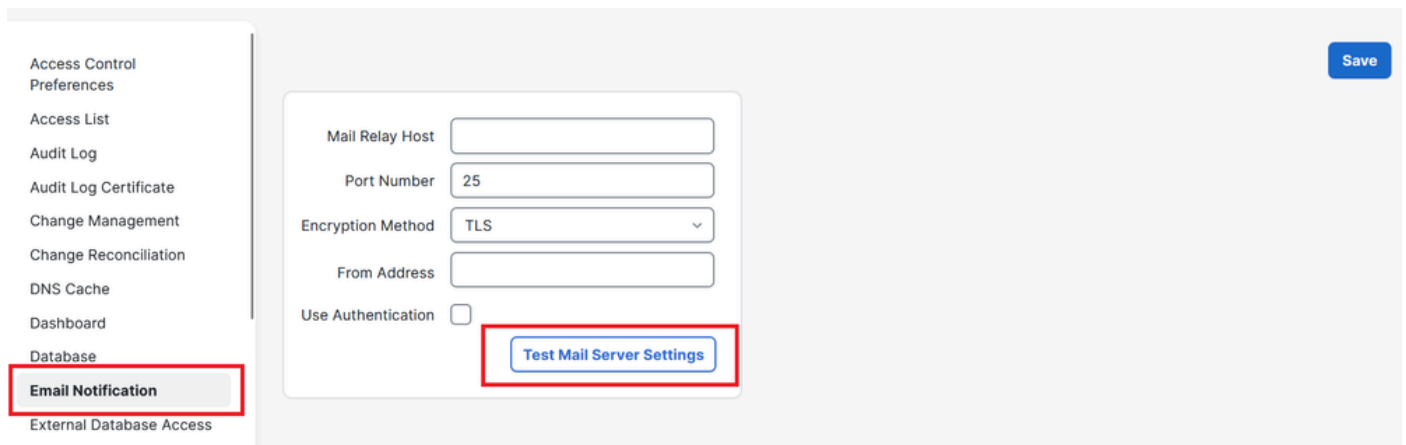 Access Control
Preferences
Access List
Audit Log
Audit Log Certificate
Change Management
Change Reconciliation
DNS Cache
Dashboard
Database
Email Notification
External Database Access
Save
Mail Relay Host
Port Number 25
Encryption Method TLS
From Address
Use Authentication
Test Mail Server Settings